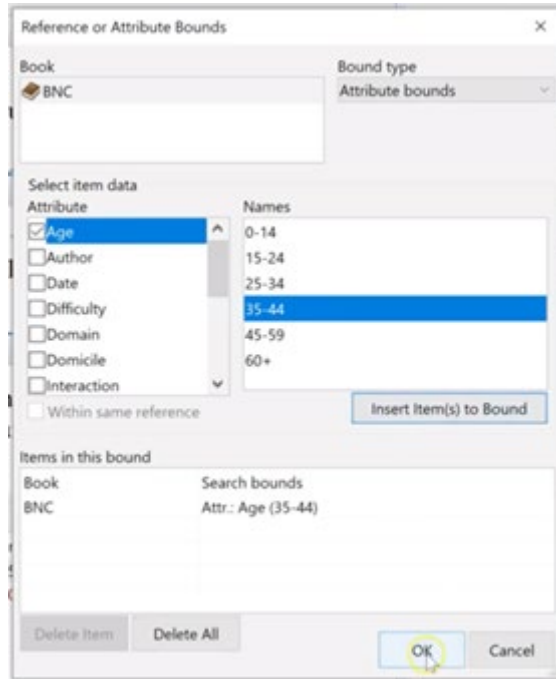 Reference or Attribute Bounds
Book
Bound type
BNC
Attribute bounds
Select item data
Attribute
Names
Age
0-14
Author
15-24
Date
25-34
Difficulty
35-44
Domain
45-59
Domicile
60+
Interaction
Within same reference
Insert Item(s) to Bound
Items in this bound
Book
Search bounds
BNC
Attr.: Age (35-44)
Delete Item
Delete All
OK
Cancel